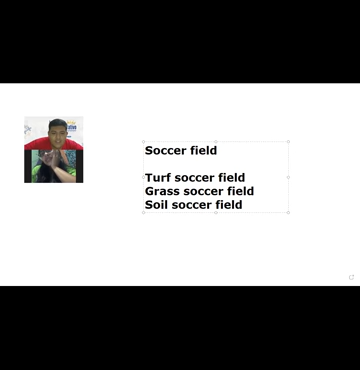 Soccer field
Turf soccer field
Grass soccer field
Soil soccer field